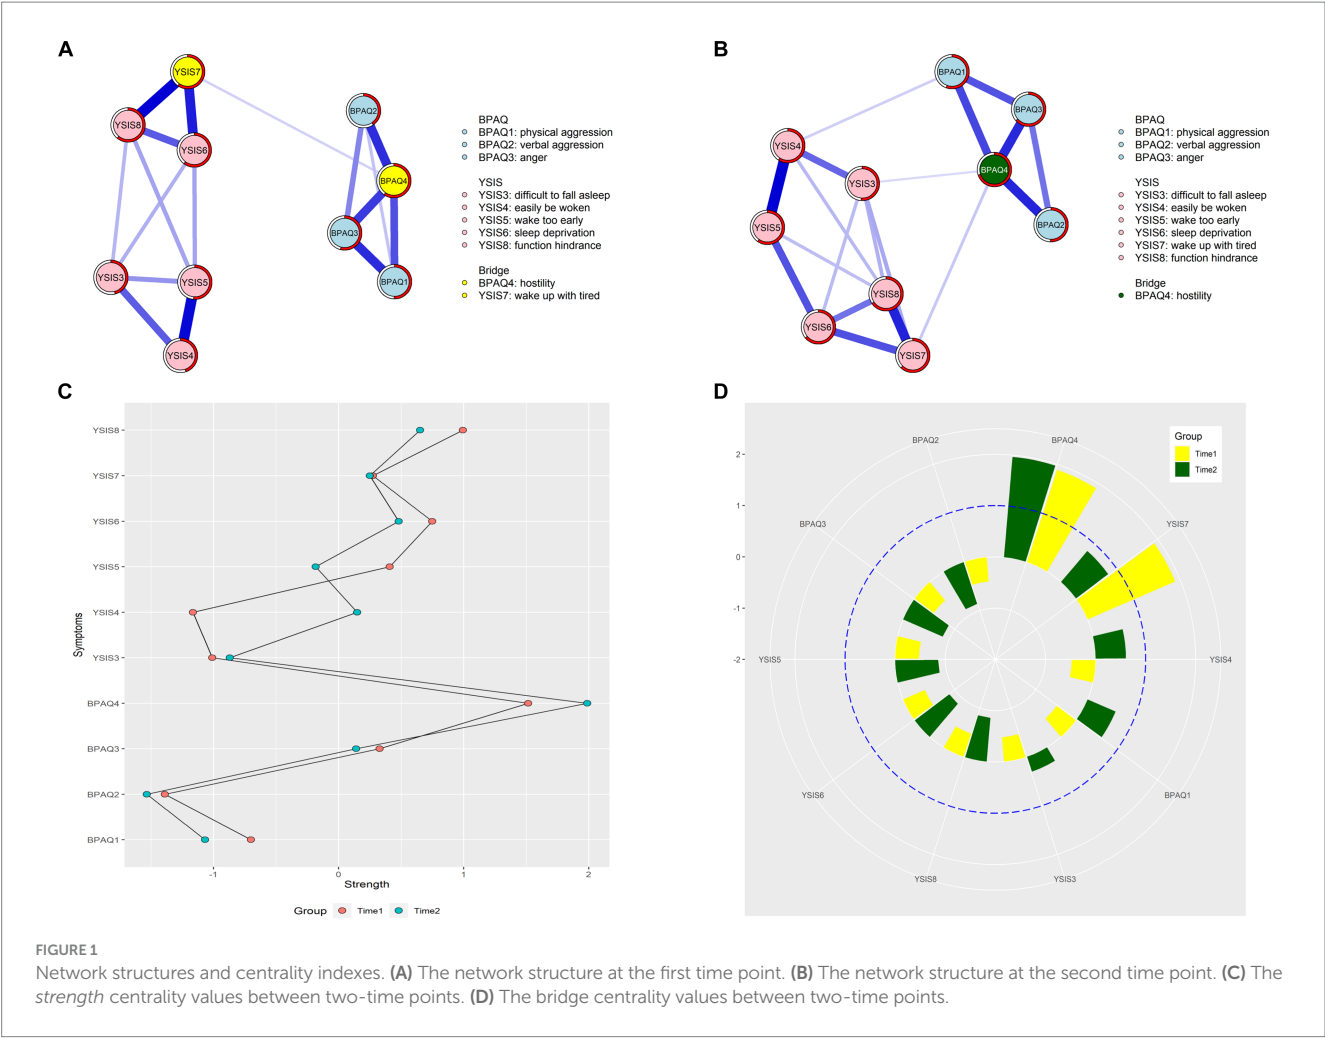 A
YSIS7
YSIS8
YSIS6
YSIS3
YSIS5
YSIS4
BPAQ2
BPAQ4
BPAQ3
BPAQ1
BPAQ
BPAQ1: physical aggression
BPAQ2: verbal aggression
BPAQ3: anger
YSIS
YSIS3: difficult to fall asleep
YSIS4: easily be woken
YSIS5: wake too early
YSIS6: sleep deprivation
YSIS8: function hindrance
Bridge
BPAQ4: hostility
YSIS7: wake up with tired
B
BPAQ1
BPAQ3
YSIS4
BPAQ4
YSIS3
BPAQ2
YSIS5
YSIS8
YSIS6
YSIS7
BPAQ
BPAQ1: physical aggression
BPAQ2: verbal aggression
BPAQ3: anger
YSIS
YSIS3: difficult to fall asleep
YSIS4: easily be woken
YSIS5: wake too early
YSIS6: sleep deprivation
YSIS7: wake up with tired
YSIS8: function hindrance
Bridge
BPAQ4: hostility
C
Symptoms
YSIS8
YSIS7
YSIS6
YSIS5
YSIS4
YSIS3
BPAQ4
BPAQ3
BPAQ2
BPAQ1
-1 0 1 2
Strength
Group Time1 Time2
D
2
1
0
-1
-2
Group
Time1
Time2
BPAQ2
BPAQ4
BPAQ3
YSIS7
YSIS5
YSIS4
YSIS6
BPAQ1
YSIS8
YSIS3
FIGURE 1
Network structures and centrality indexes. (A) The network structure at the first time point. (B) The network structure at the second time point. (C) The
strength centrality values between two-time points. (D) The bridge centrality values between two-time points.